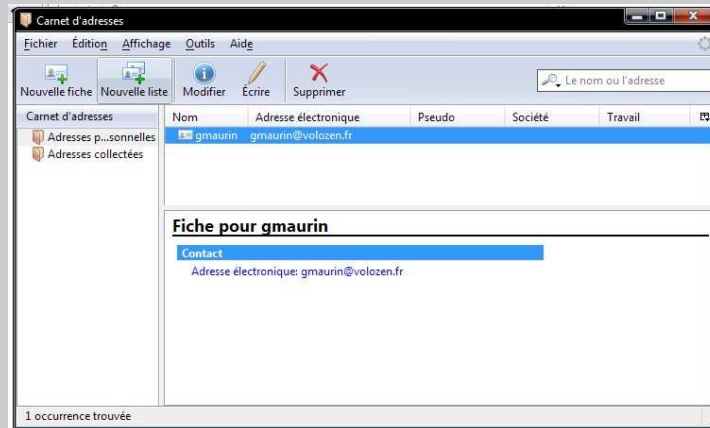 Carnet d'adresses
Fichier Édition Affichage Outils Aide
Nouvelle fiche Nouvelle liste Modifier Écrire Supprimer
Le nom ou l'adresse
Carnet d'adresses
Adresses p...sonnelles
Adresses collectées
Nom Adresse électronique Pseudo Société Travail
gmaurin gmaurin@volozen.fr
Fiche pour gmaurin
Contact
Adresse électronique: gmaurin@volozen.fr
1 occurrence trouvée